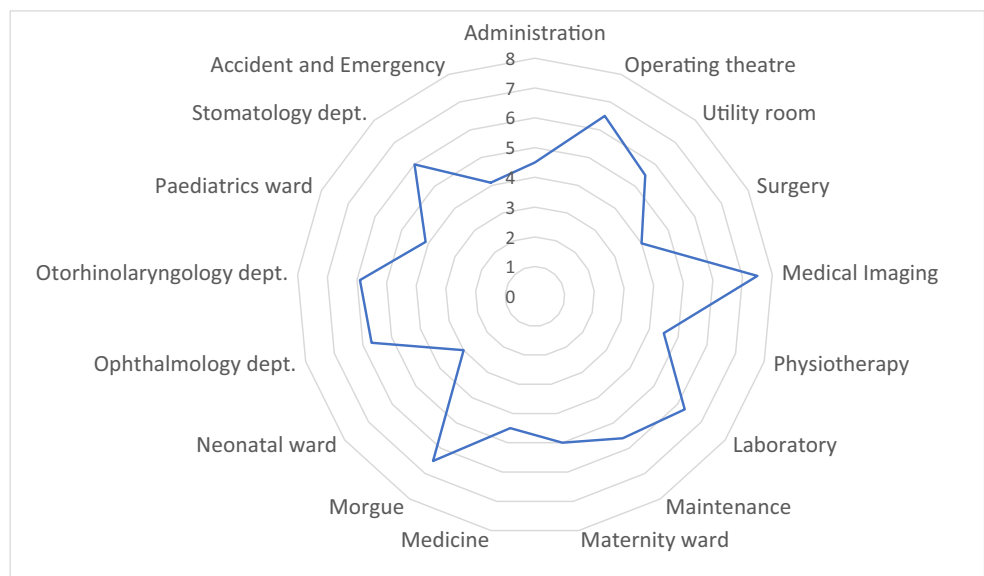 Administration
Operating theatre
Utility room
Surgery
Medical Imaging
Physiotherapy
Laboratory
Maintenance
Maternity ward
Medicine
Morgue
Neonatal ward
Ophthalmology dept.
Otorhinolaryngology dept.
Paediatrics ward
Stomatology dept.
Accident and Emergency
8
7
6
5
4
3
2
1
0